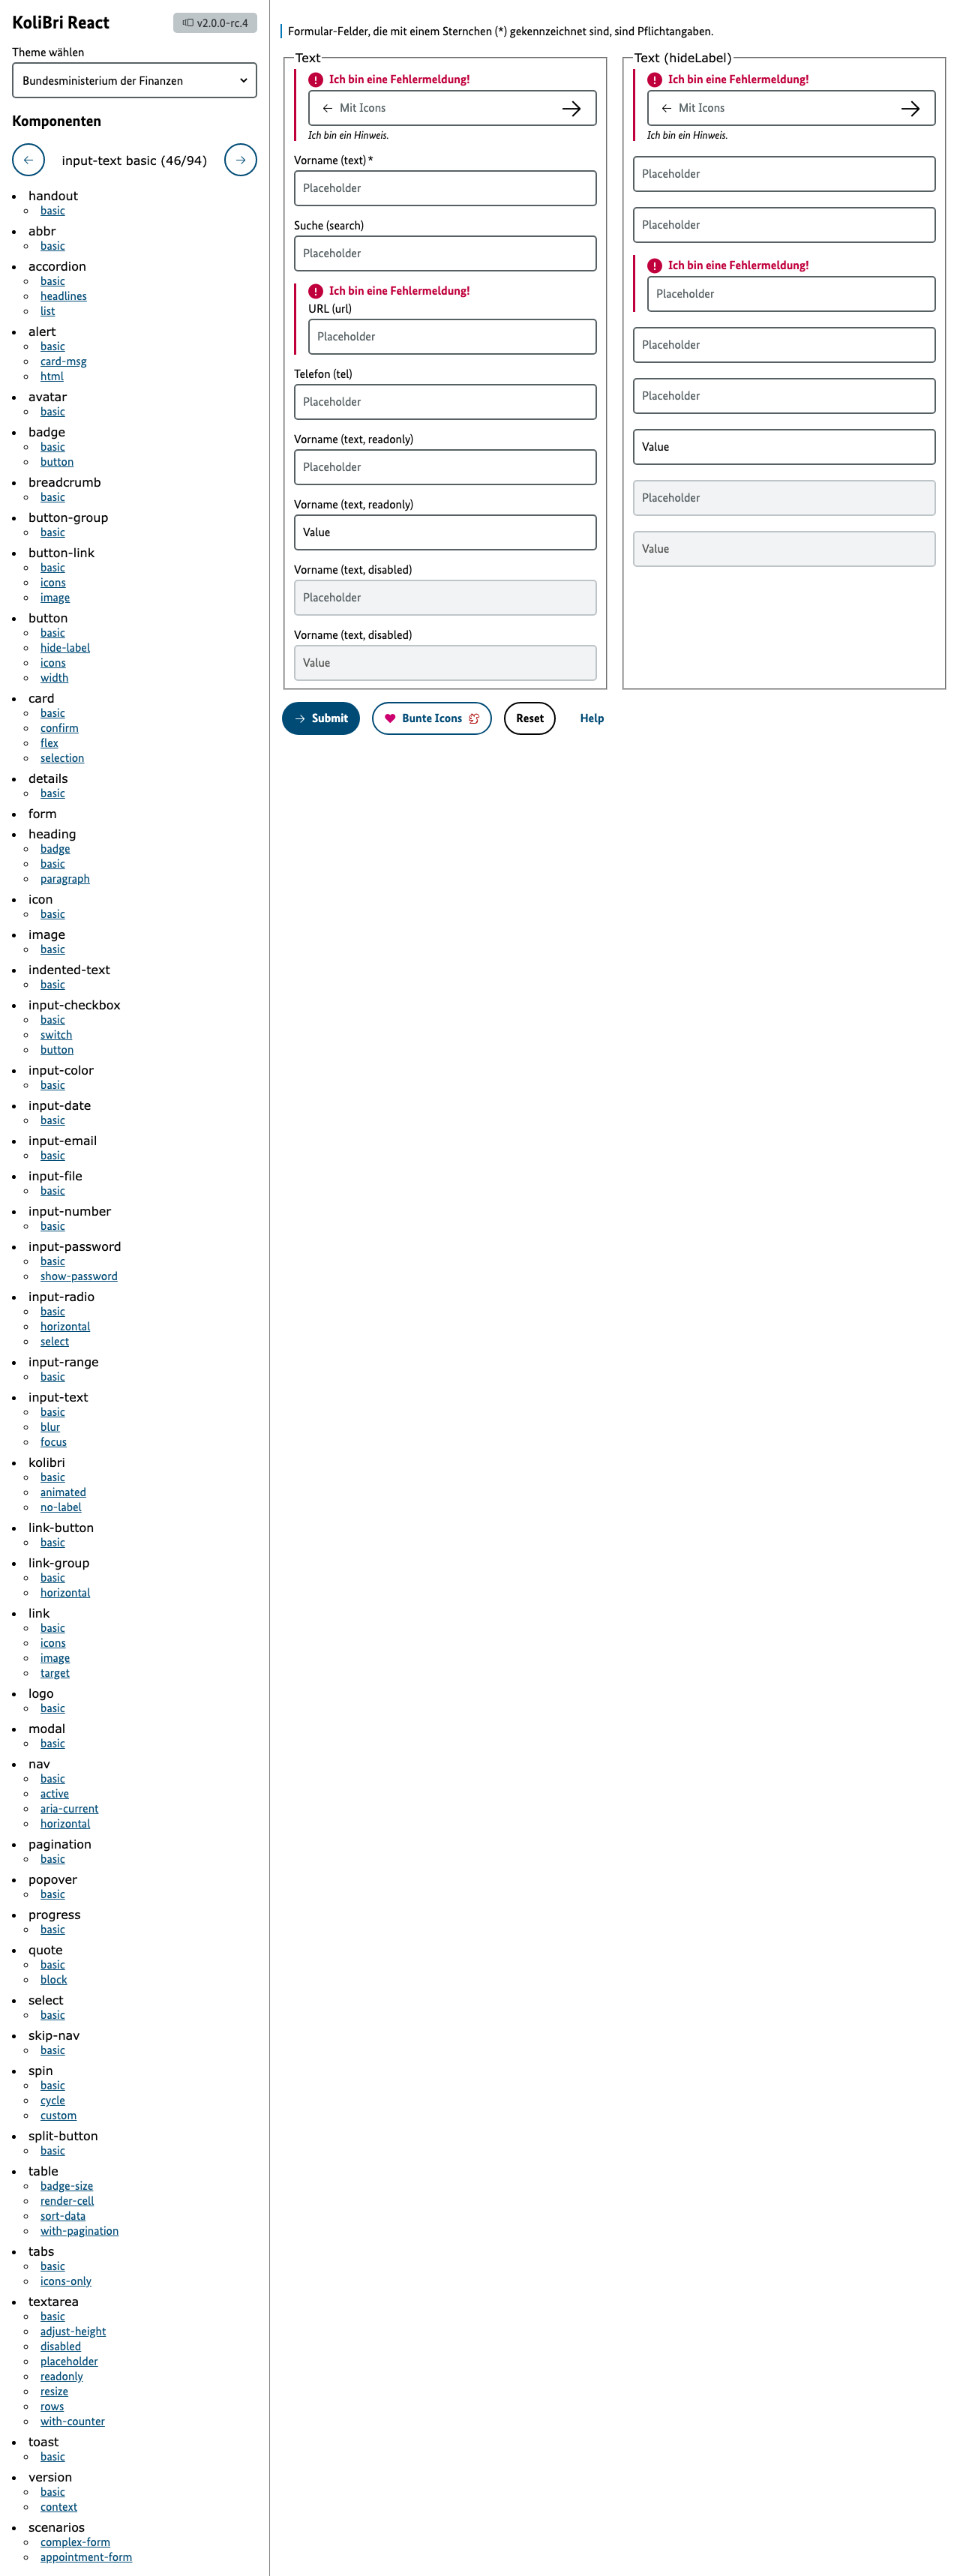 KoliBri React
v2.0.0-rc.4
Theme wählen
Bundesministerium der Finanzen
Komponenten
input-text basic (46/94)
handout
basic
abbr
basic
accordion
basic
headlines
list
alert
basic
card-msg
html
avatar
basic
badge
basic
button
breadcrumb
basic
button-group
basic
button-link
basic
icons
image
button
basic
hide-label
icons
width
card
basic
confirm
flex
selection
details
basic
form
heading
badge
basic
paragraph
icon
basic
image
basic
indented-text
basic
input-checkbox
basic
switch
button
input-color
basic
input-date
basic
input-email
basic
input-file
basic
input-number
basic
input-password
basic
show-password
input-radio
basic
horizontal
select
input-range
basic
input-text
basic
blur
focus
kolibri
basic
animated
no-label
link-button
basic
link-group
basic
horizontal
link
basic
icons
image
target
logo
basic
modal
basic
nav
basic
active
aria-current
horizontal
pagination
basic
popover
basic
progress
basic
quote
basic
block
select
basic
skip-nav
basic
spin
basic
cycle
custom
split-button
basic
table
badge-size
render-cell
sort-data
with-pagination
tabs
basic
icons-only
textarea
basic
adjust-height
disabled
placeholder
readonly
resize
rows
with-counter
toast
basic
version
basic
context
scenarios
complex-form
appointment-form
Formular-Felder, die mit einem Sternchen (*) gekennzeichnet sind, sind Pflichtangaben.
Text
Ich bin eine Fehlermeldung!
Mit Icons
Ich bin ein Hinweis.
Vorname (text) *
Placeholder
Suche (search)
Placeholder
Ich bin eine Fehlermeldung!
URL (url)
Placeholder
Telefon (tel)
Placeholder
Vorname (text, readonly)
Placeholder
Vorname (text, readonly)
Value
Vorname (text, disabled)
Placeholder
Vorname (text, disabled)
Value
Text (hideLabel)
Ich bin eine Fehlermeldung!
Mit Icons
Ich bin ein Hinweis.
Placeholder
Placeholder
Ich bin eine Fehlermeldung!
Placeholder
Placeholder
Placeholder
Value
Placeholder
Value
Submit
Bunte Icons
Reset
Help